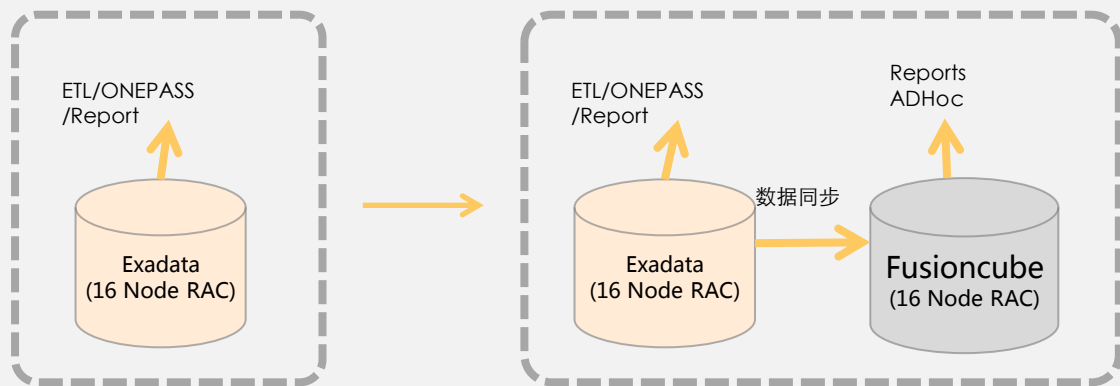 ETL/ONEPASS
/Report
Exadata
(16 Node RAC)
ETL/ONEPASS
/Report
Reports
ADHoc
数据同步
Exadata
(16 Node RAC)
Fusioncube
(16 Node RAC)